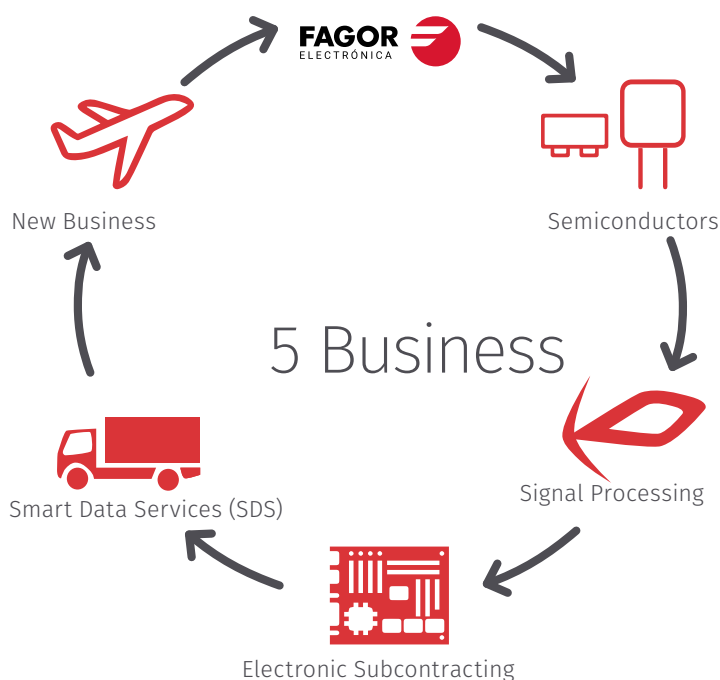 FAGOR
ELECTRÓNICA
New Business
Semiconductors
5 Business
Signal Processing
Smart Data Services (SDS)
Electronic Subcontracting